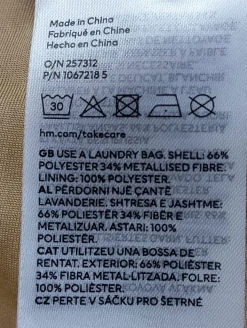 Made in China
Fabriqué en Chine
Hecho en China
O/N 257312
P/N 1067218 5
30
hm.com/takecare
GB USE A LAUNDRY BAG. SHELL: 66%
POLYESTER 34% METALLISED FIBRE.
LINING: 100% POLYESTER.
AL PËRDORNI NJË ÇANTË
LAVANDERIE. SHTRESA E JASHTME:
66% POLIESTËR 34% FIBËR E
METALIZUAR. ASTARI: 100%
POLIESTËR.
CAT UTILITZEU UNA BOSSA DE
RENTAT. EXTERIOR: 66% POLIÈSTER
34% FIBRA METAL·LITZADA. FOLRE:
100% POLIÈSTER.
CZ PERTE V SÁČKU PRO ŠETRNÉ